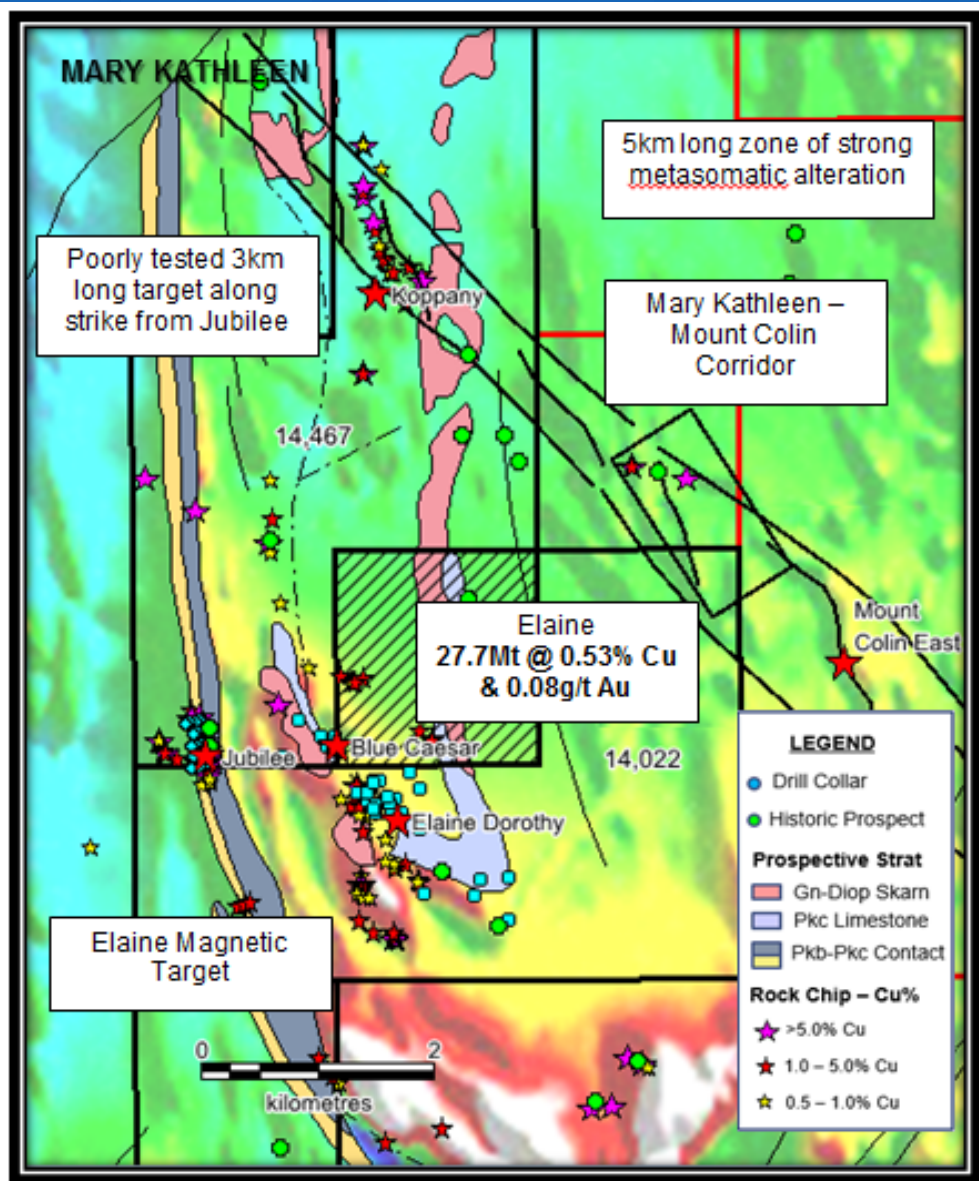 MARY KATHLEEN
5km long zone of strong
metasomatic alteration
Poorly tested 3km
long target along
strike from Jubilee
Koppany
Mary Kathleen –
Mount Colin
Corridor
14,467
Elaine
27.7Mt @ 0.53% Cu
& 0.08g/t Au
Mount
Colin East
Jubilee
Blue Caesar
14,022
Elaine Dorothy
Elaine Magnetic
Target
0 2
kilometres
LEGEND
Drill Collar
Historic Prospect
Prospective Strat
Gn-Diop Skarn
Pkc Limestone
Pkb-Pkc Contact
Rock Chip – Cu%
>5.0% Cu
1.0 – 5.0% Cu
0.5 – 1.0% Cu